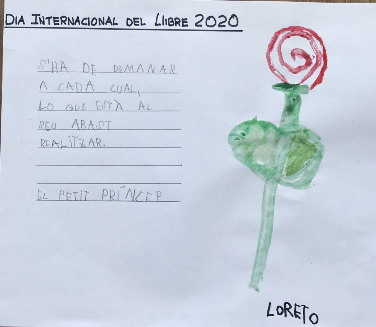 DIA INTERNACIONAL DEL LLIBRE 2020
S'HA DE DEMANAR
A CADA CUAL,
LO QUE ESTÀ AL
SEU ABAST
REALITZAR.
EL PETIT PRÍNCEP
LORETO